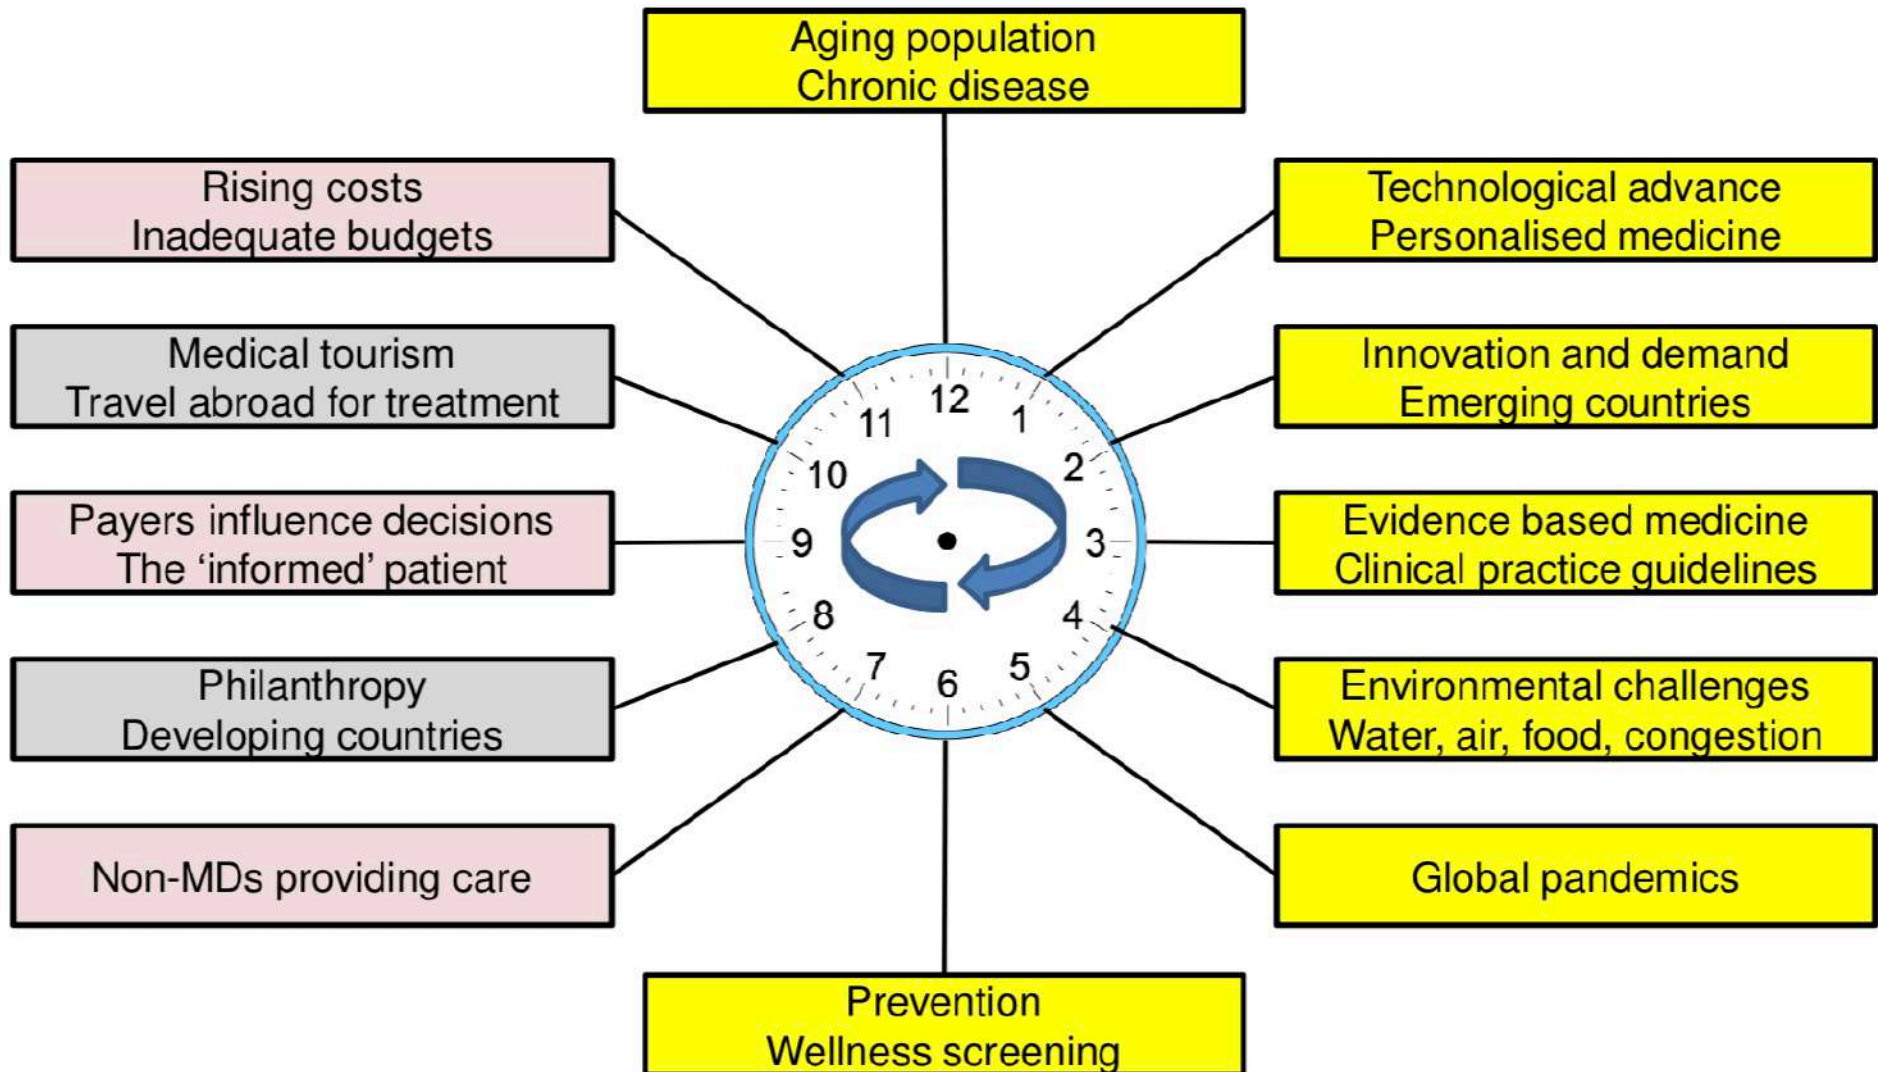 Aging population
Chronic disease
Rising costs
Inadequate budgets
Technological advance
Personalised medicine
Medical tourism
Travel abroad for treatment
Innovation and demand
Emerging countries
Payers influence decisions
The ‘informed’ patient
Evidence based medicine
Clinical practice guidelines
Philanthropy
Developing countries
Environmental challenges
Water, air, food, congestion
Non-MDs providing care
Global pandemics
Prevention
Wellness screening
12
1
2
3
4
5
6
7
8
9
10
11